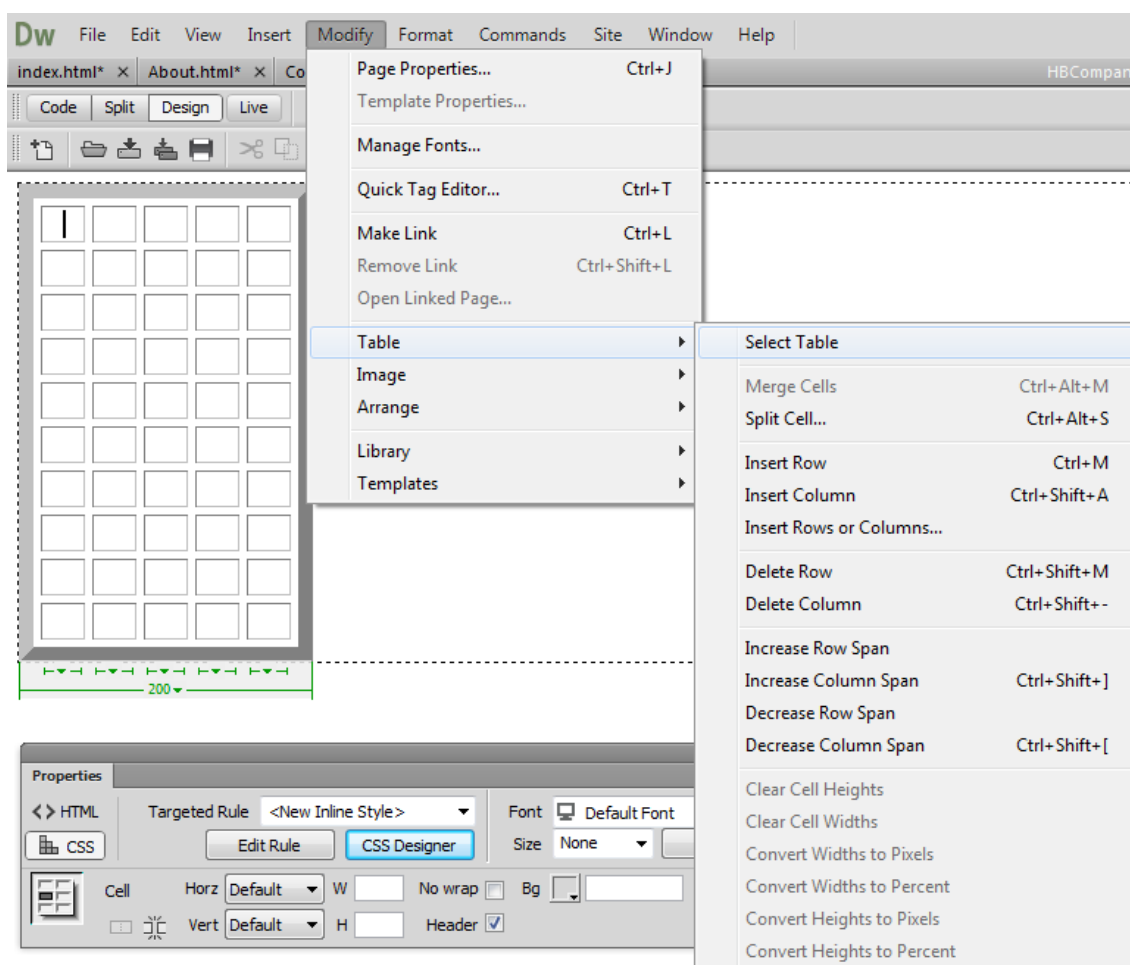 Dw File Edit View Insert Modify Format Commands Site Window Help
index.html* × About.html* × Co HBCompan
Code Split Design Live
Page Properties... Ctrl+J
Template Properties...
Manage Fonts...
Quick Tag Editor... Ctrl+T
Make Link Ctrl+L
Remove Link Ctrl+Shift+L
Open Linked Page...
Table
Image
Arrange
Library
Templates
Select Table
Merge Cells Ctrl+Alt+M
Split Cell... Ctrl+Alt+S
Insert Row Ctrl+M
Insert Column Ctrl+Shift+A
Insert Rows or Columns...
Delete Row Ctrl+Shift+M
Delete Column Ctrl+Shift+-
Increase Row Span
Increase Column Span Ctrl+Shift+]
Decrease Row Span
Decrease Column Span Ctrl+Shift+[
Clear Cell Heights
Clear Cell Widths
Convert Widths to Pixels
Convert Widths to Percent
Convert Heights to Pixels
Convert Heights to Percent
200
Properties
<> HTML Targeted Rule <New Inline Style> Font Default Font
CSS Edit Rule CSS Designer Size None
Cell Horz Default W No wrap Bg
Vert Default H Header